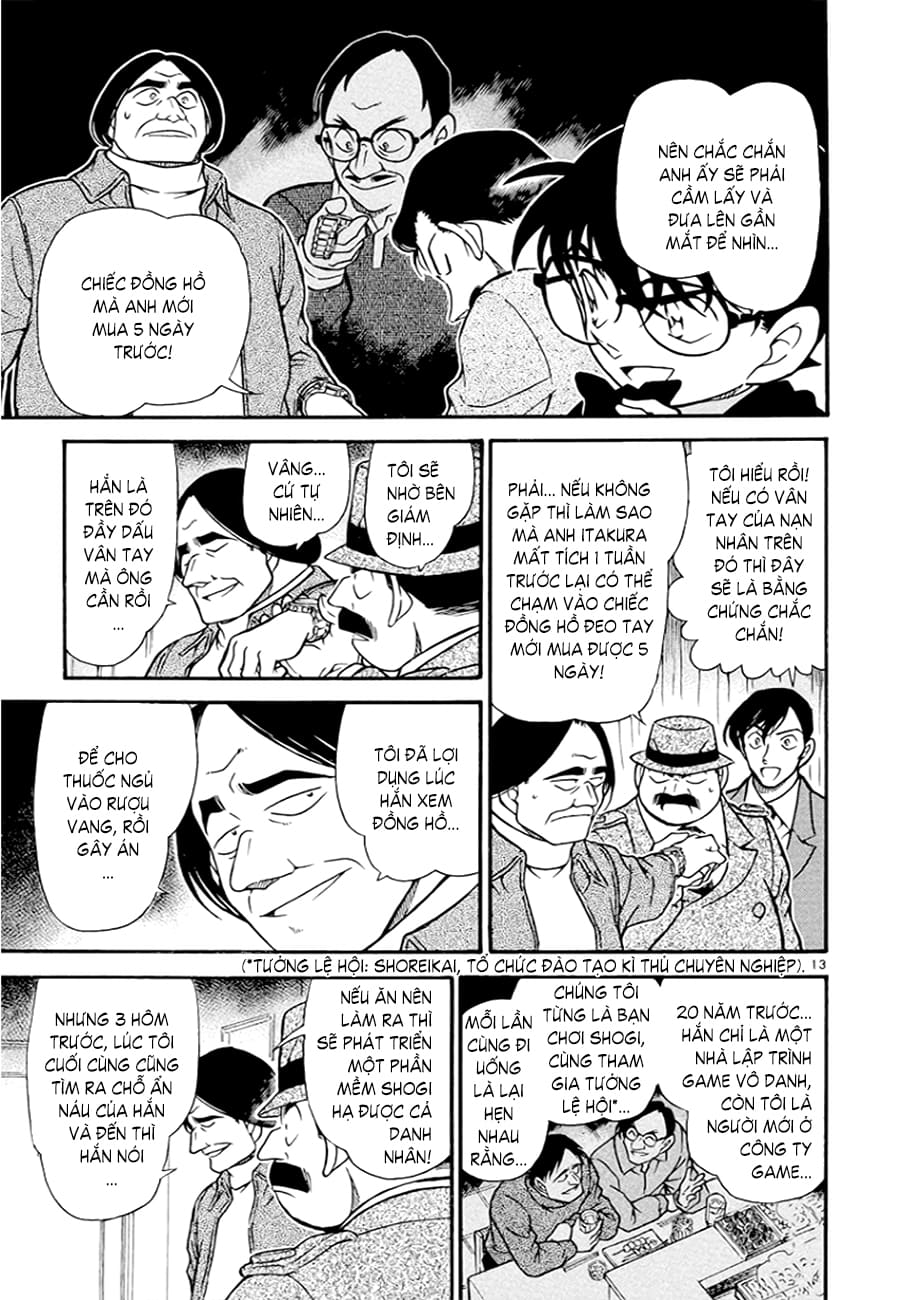 NÊN CHẮC CHẮN
ANH ẤY SẼ PHẢI
CẦM LẤY VÀ
ĐƯA LÊN GẦN
MẮT ĐỂ NHÌN...
CHIẾC ĐỒNG HỒ
MÀ ANH MỚI
MUA 5 NGÀY
TRƯỚC!
TÔI HIỂU RỒI!
NẾU CÓ VÂN
TAY CỦA NẠN
NHÂN TRÊN
ĐÓ THÌ ĐÂY
SẼ LÀ BẰNG
CHỨNG CHẮC
CHẮN!
PHẢI... NẾU KHÔNG
GẶP THÌ LÀM SAO
MÀ ANH ITAKURA
MẤT TÍCH 1 TUẦN
TRƯỚC LẠI CÓ THỂ
CHẠM VÀO CHIẾC
ĐỒNG HỒ ĐEO TAY
MỚI MUA ĐƯỢC 5
NGÀY!
TÔI SẼ
NHỜ BÊN
GIÁM
ĐỊNH...
VÂNG...
CỨ TỰ
NHIÊN...
HẲN LÀ
TRÊN ĐÓ
ĐẦY DẤU
VÂN TAY
MÀ ÔNG
CẦN RỒI
...
TÔI ĐÃ LỢI
DỤNG LÚC
HẮN XEM
ĐỒNG HỒ...
ĐỂ CHO
THUỐC NGỦ
VÀO RƯỢU
VANG, RỒI
GÂY ÁN
...
(*TƯỞNG LỆ HỘI: SHOREIKAI, TỔ CHỨC ĐÀO TẠO KÌ THỦ CHUYÊN NGHIỆP).
13
20 NĂM TRƯỚC...
HẮN CHỈ LÀ MỘT
NHÀ LẬP TRÌNH
GAME VÔ DANH,
CÒN TÔI LÀ
NGƯỜI MỚI Ở
CÔNG TY
GAME...
CHÚNG TÔI
TỪNG LÀ BẠN
CHƠI SHOGI,
CÙNG THAM
GIA TƯỞNG
LỆ HỘI*...
MỖI LẦN
CÙNG ĐI
UỐNG
LÀ LẠI
HẸN
NHAU
RẰNG...
NẾU ĂN NÊN
LÀM RA THÌ
SẼ PHÁT TRIỂN
MỘT PHẦN
MỀM SHOGI
HẠ ĐƯỢC CẢ
DANH
NHÂN!
NHƯNG 3 HÔM
TRƯỚC, LÚC TÔI
CUỐI CÙNG CŨNG
TÌM RA CHỖ ẨN
NÁU CỦA HẮN
VÀ ĐẾN THÌ
HẮN NÓI
...